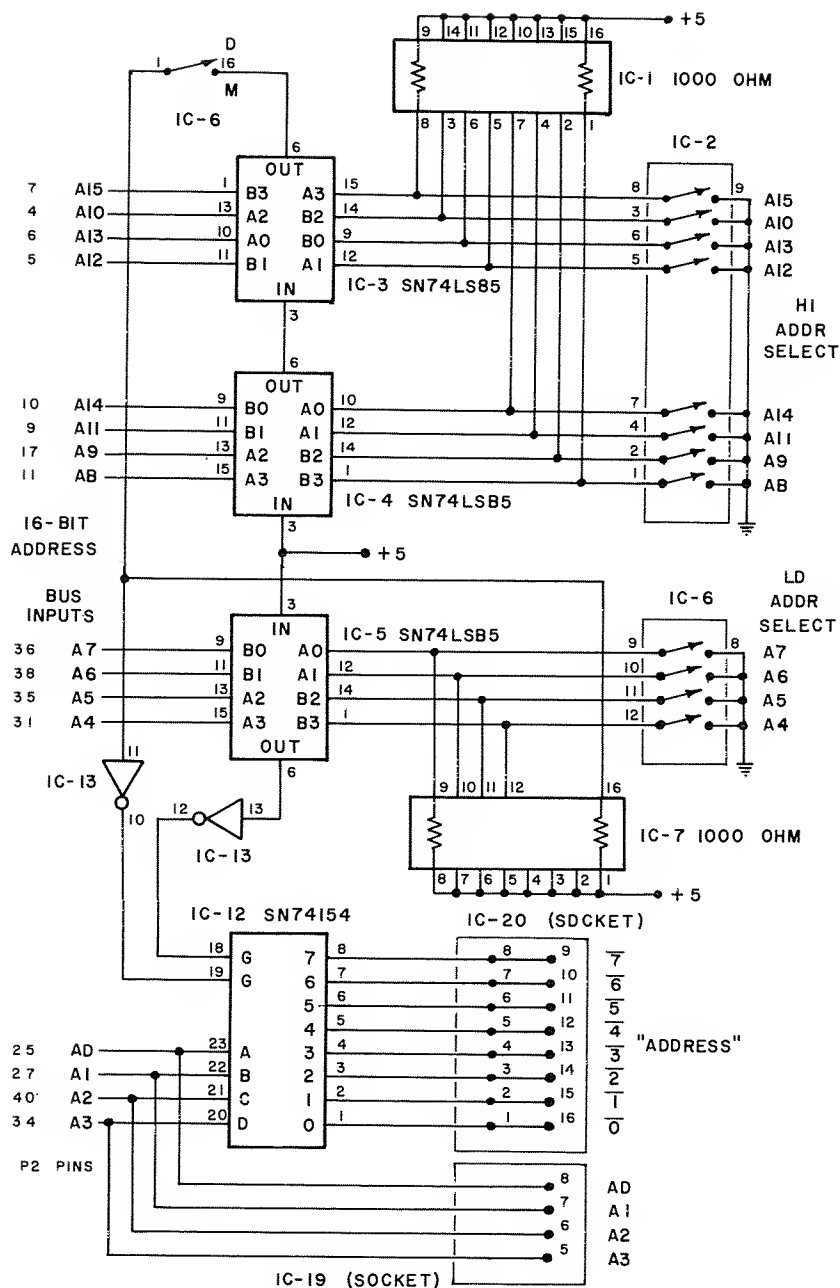 +5
9 14 11 12 10 13 15 16
IC-1 1000 OHM
8 3 6 5 7 4 2 1
D
1 16
M
IC-6
6
OUT
7 A15 1 B3 A3 15
4 A10 13 A2 B2 14
6 A13 10 A0 B0 9
5 A12 11 B1 A1 12
IN
IC-3 SN74LS85
3
IC-2
8 9 A15
3 A10
6 A13
5 A12
HI
ADDR
SELECT
6
OUT
10 A14 9 B0 A0 10
9 A11 11 B1 A1 12
17 A9 13 A2 B2 14
11 AB 15 A3 B3 1
IN
IC-4 SN74LSB5
3
7 A14
4 A11
2 A9
1 AB
16-BIT
ADDRESS
+5
BUS
INPUTS
3
IN
IC-5 SN74LSB5
36 A7 9 B0 A0
38 A6 11 B1 A1 12
35 A5 13 A2 B2 14
31 A4 15 A3 B3 1
OUT
6
IC-6
LD
ADDR
SELECT
9 8 A7
10 A6
11 A5
12 A4
11
IC-13
10
12 13
IC-13
9 10 11 12 16
IC-7 1000 OHM
8 7 6 5 4 3 2 1
+5
IC-12 SN74154
IC-20 (SDCKET)
18 G 7 8 8 9 7
19 G 6 7 7 10 6
5 6 6 11 5
4 5 5 12 4
25 AD 23 A 3 4 4 13 3
27 A1 22 B 2 3 3 14 2
40 A2 21 C 1 2 2 15 1
34 A3 20 D 0 1 1 16 0
"ADDRESS"
P2 PINS
8 AD
7 A1
6 A2
5 A3
IC-19 (SOCKET)